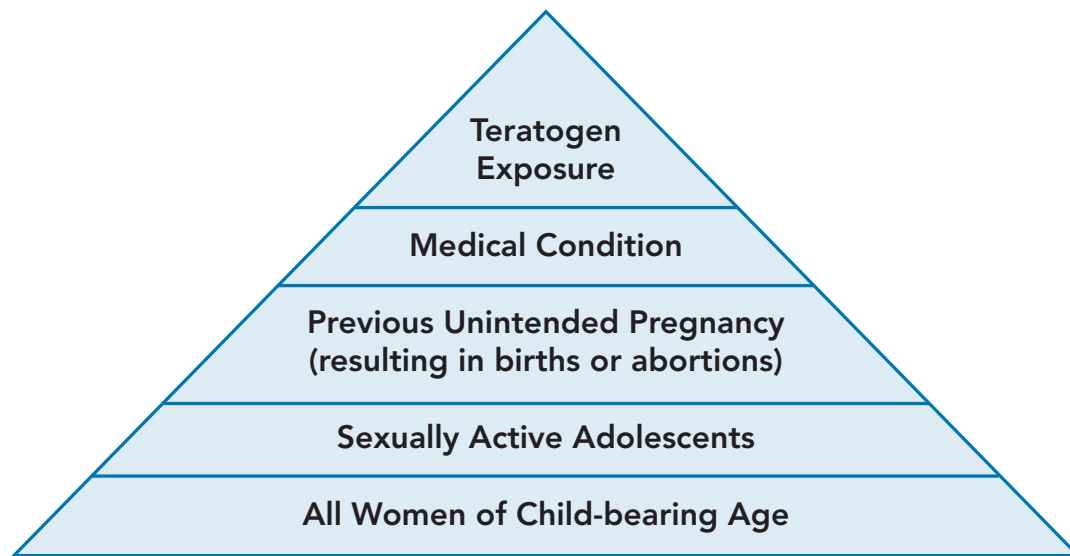 Teratogen
Exposure
Medical Condition
Previous Unintended Pregnancy
(resulting in births or abortions)
Sexually Active Adolescents
All Women of Child-bearing Age